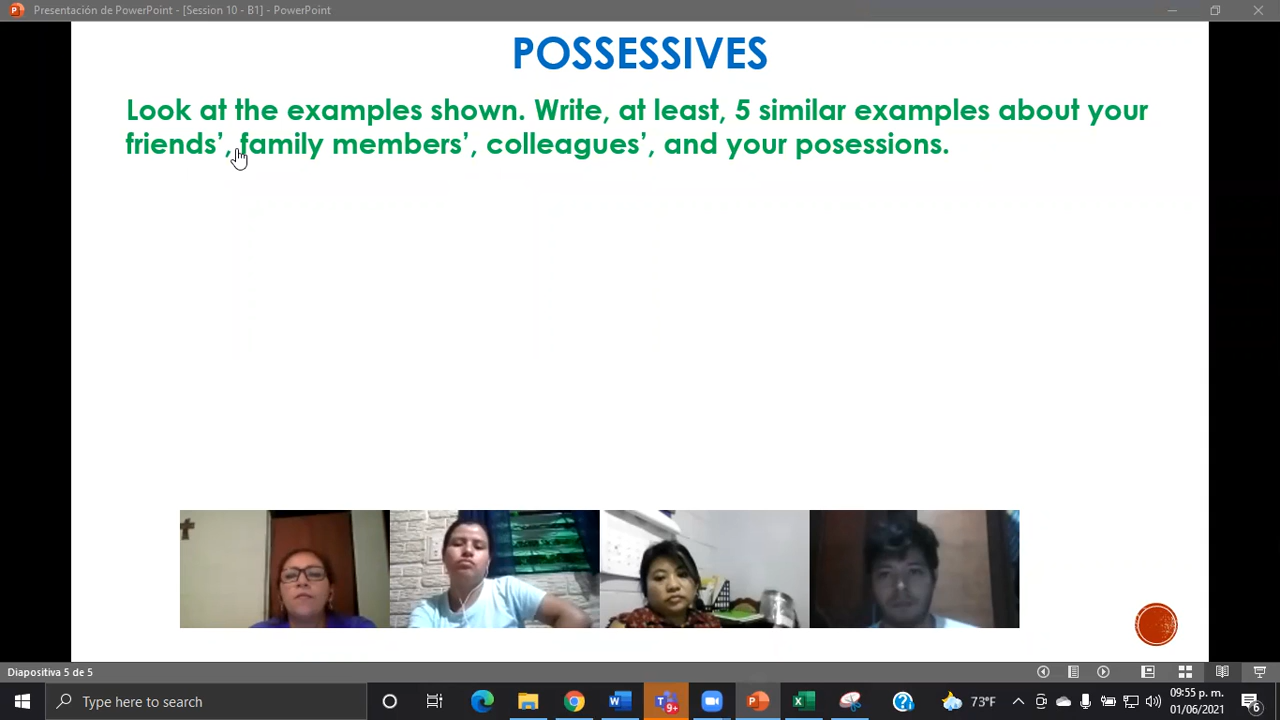 Presentación de PowerPoint - [Session 10 - B1] - PowerPoint
POSSESSIVES
Look at the examples shown. Write, at least, 5 similar examples about your
friends’, family members’, colleagues’, and your posessions.
Diapositiva 5 de 5
Type here to search
9+
73°F
09:55 p. m.
01/06/2021
6